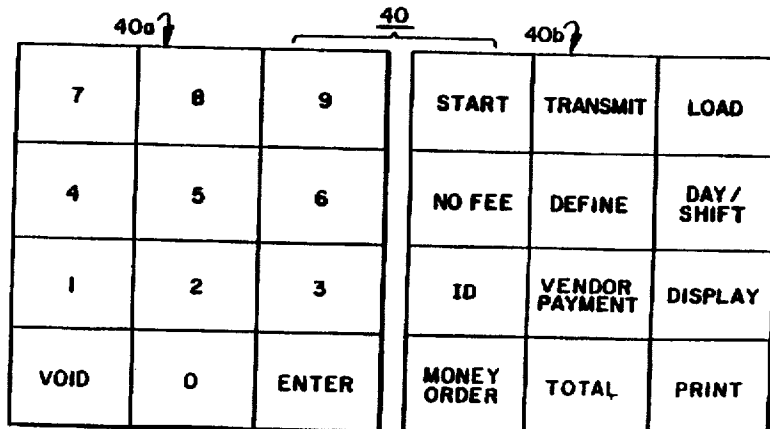 40
40a
40b
7 8 9
4 5 6
1 2 3
VOID 0 ENTER
START TRANSMIT LOAD
NO FEE DEFINE DAY/
SHIFT
ID VENDOR
PAYMENT DISPLAY
MONEY
ORDER TOTAL PRINT